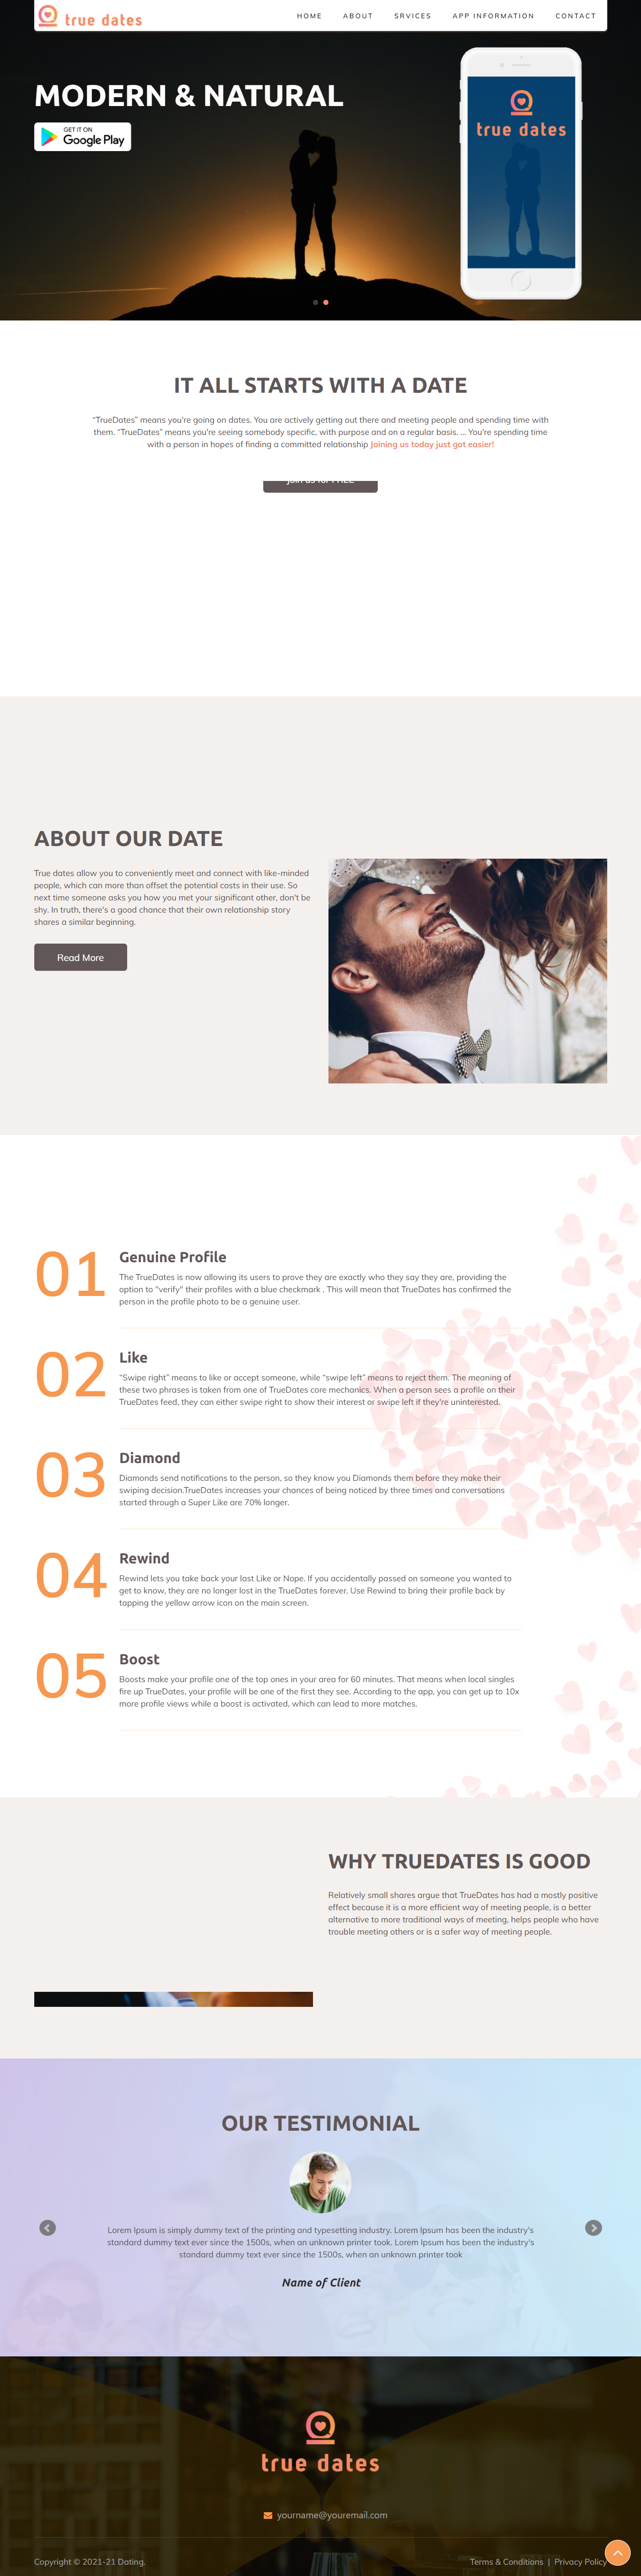 true dates
HOME ABOUT SRVICES APP INFORMATION CONTACT
MODERN & NATURAL
GET IT ON
Google Play
true dates
IT ALL STARTS WITH A DATE
“TrueDates” means you're going on dates. You are actively getting out there and meeting people and spending time with
them. “TrueDates” means you're seeing somebody specific, with purpose and on a regular basis. ... You're spending time
with a person in hopes of finding a committed relationship Joining us today just got easier!
Join us for FREE
ABOUT OUR DATE
True dates allow you to conveniently meet and connect with like-minded
people, which can more than offset the potential costs in their use. So
next time someone asks you how you met your significant other, don't be
shy. In truth, there's a good chance that their own relationship story
shares a similar beginning.
Read More
01
Genuine Profile
The TrueDates is now allowing its users to prove they are exactly who they say they are, providing the
option to "verify" their profiles with a blue checkmark . This will mean that TrueDates has confirmed the
person in the profile photo to be a genuine user.
02
Like
“Swipe right” means to like or accept someone, while “swipe left” means to reject them. The meaning of
these two phrases is taken from one of TrueDates core mechanics. When a person sees a profile on their
TrueDates feed, they can either swipe right to show their interest or swipe left if they're uninterested.
03
Diamond
Diamonds send notifications to the person, so they know you Diamonds them before they make their
swiping decision.TrueDates increases your chances of being noticed by three times and conversations
started through a Super Like are 70% longer.
04
Rewind
Rewind lets you take back your last Like or Nope. If you accidentally passed on someone you wanted to
get to know, they are no longer lost in the TrueDates forever. Use Rewind to bring their profile back by
tapping the yellow arrow icon on the main screen.
05
Boost
Boosts make your profile one of the top ones in your area for 60 minutes. That means when local singles
fire up TrueDates, your profile will be one of the first they see. According to the app, you can get up to 10x
more profile views while a boost is activated, which can lead to more matches.
WHY TRUEDATES IS GOOD
Relatively small shares argue that TrueDates has had a mostly positive
effect because it is a more efficient way of meeting people, is a better
alternative to more traditional ways of meeting, helps people who have
trouble meeting others or is a safer way of meeting people.
OUR TESTIMONIAL
Lorem Ipsum is simply dummy text of the printing and typesetting industry. Lorem Ipsum has been the industry's
standard dummy text ever since the 1500s, when an unknown printer took. Lorem Ipsum has been the industry's
standard dummy text ever since the 1500s, when an unknown printer took
Name of Client
true dates
yourname@youremail.com
Copyright © 2021-21 Dating.
Terms & Conditions | Privacy Policy